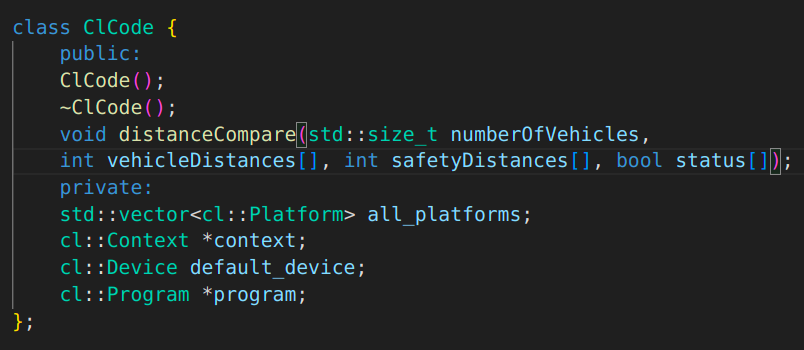 class ClCode {
public:
ClCode();
~ClCode();
void distanceCompare(std::size_t numberOfVehicles,
int vehicleDistances[], int safetyDistances[], bool status[]);
private:
std::vector<cl::Platform> all_platforms;
cl::Context *context;
cl::Device default_device;
cl::Program *program;
};